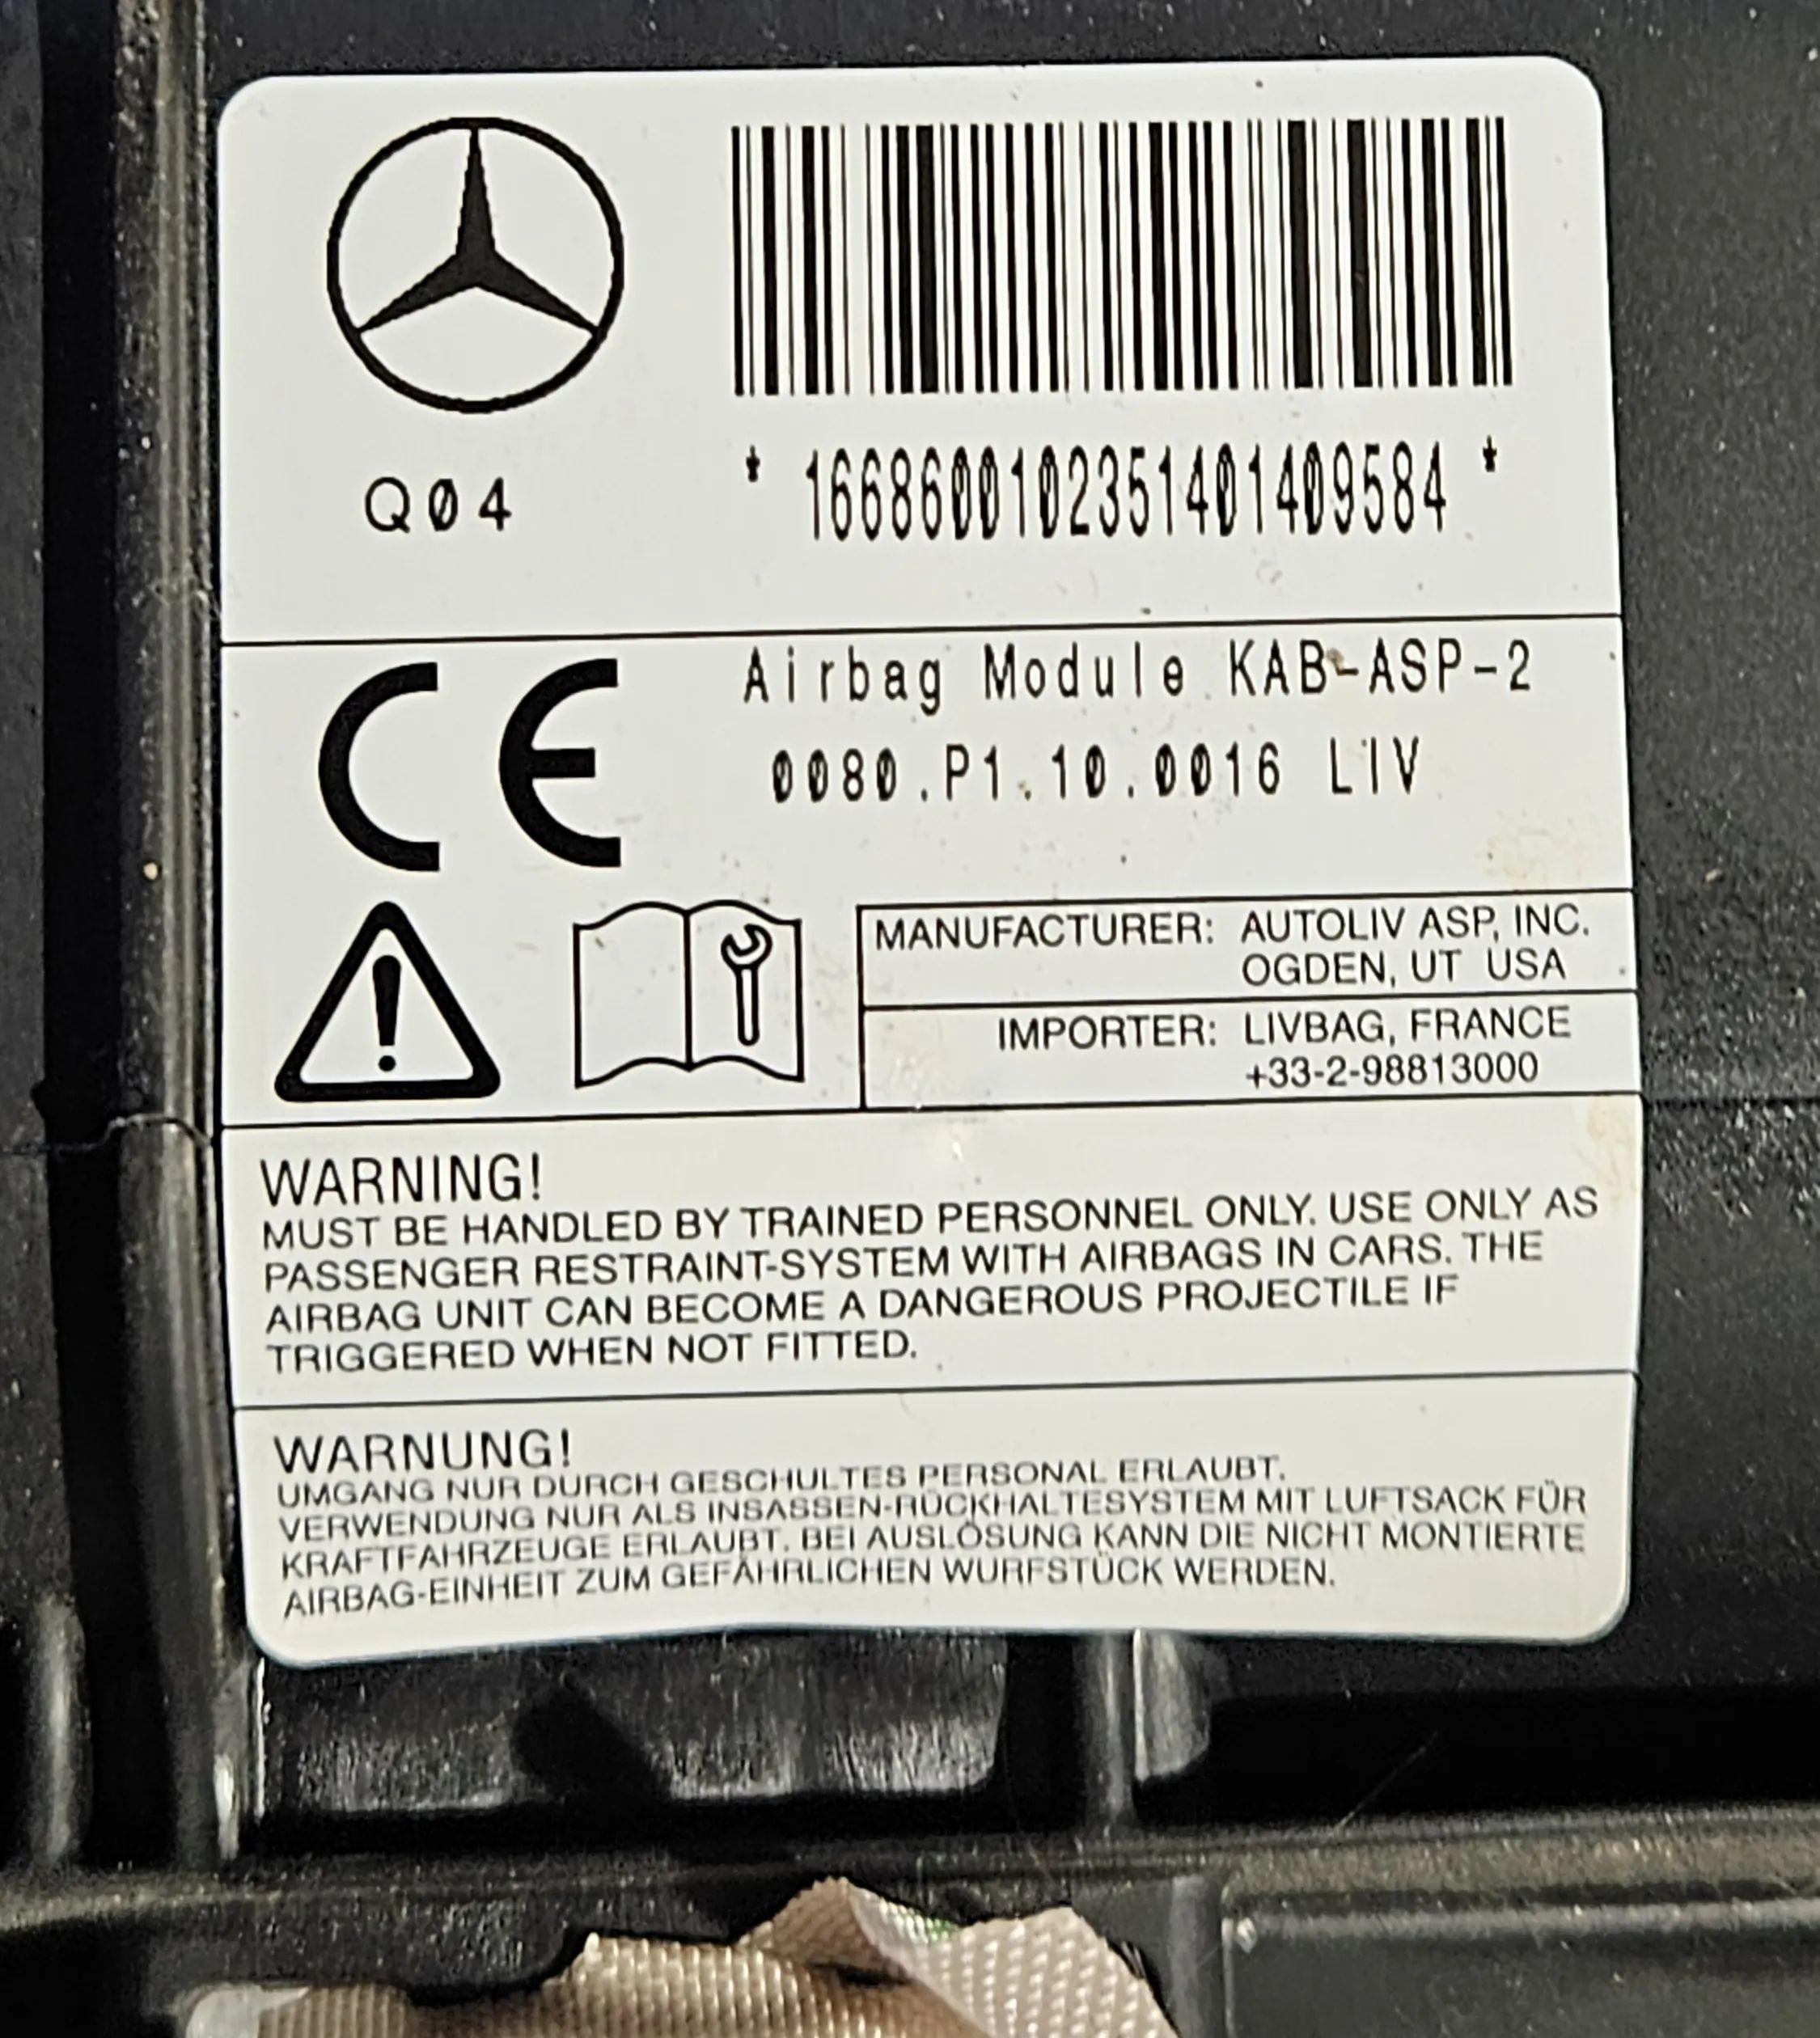 Q04
* 1668600102351401409584 *
Airbag Module KAB-ASP-2
0080.P1.10.0016 LIV
CE
MANUFACTURER: AUTOLIV ASP, INC.
OGDEN, UT USA
IMPORTER: LIVBAG, FRANCE
+33-2-98813000
WARNING!
MUST BE HANDLED BY TRAINED PERSONNEL ONLY. USE ONLY AS
PASSENGER RESTRAINT-SYSTEM WITH AIRBAGS IN CARS. THE
AIRBAG UNIT CAN BECOME A DANGEROUS PROJECTILE IF
TRIGGERED WHEN NOT FITTED.
WARNUNG!
UMGANG NUR DURCH GESCHULTES PERSONAL ERLAUBT.
VERWENDUNG NUR ALS INSASSEN-RÜCKHALTESYSTEM MIT LUFTSACK FÜR
KRAFTFAHRZEUGE ERLAUBT. BEI AUSLÖSUNG KANN DIE NICHT MONTIERTE
AIRBAG-EINHEIT ZUM GEFÄHRLICHEN WURFSTÜCK WERDEN.